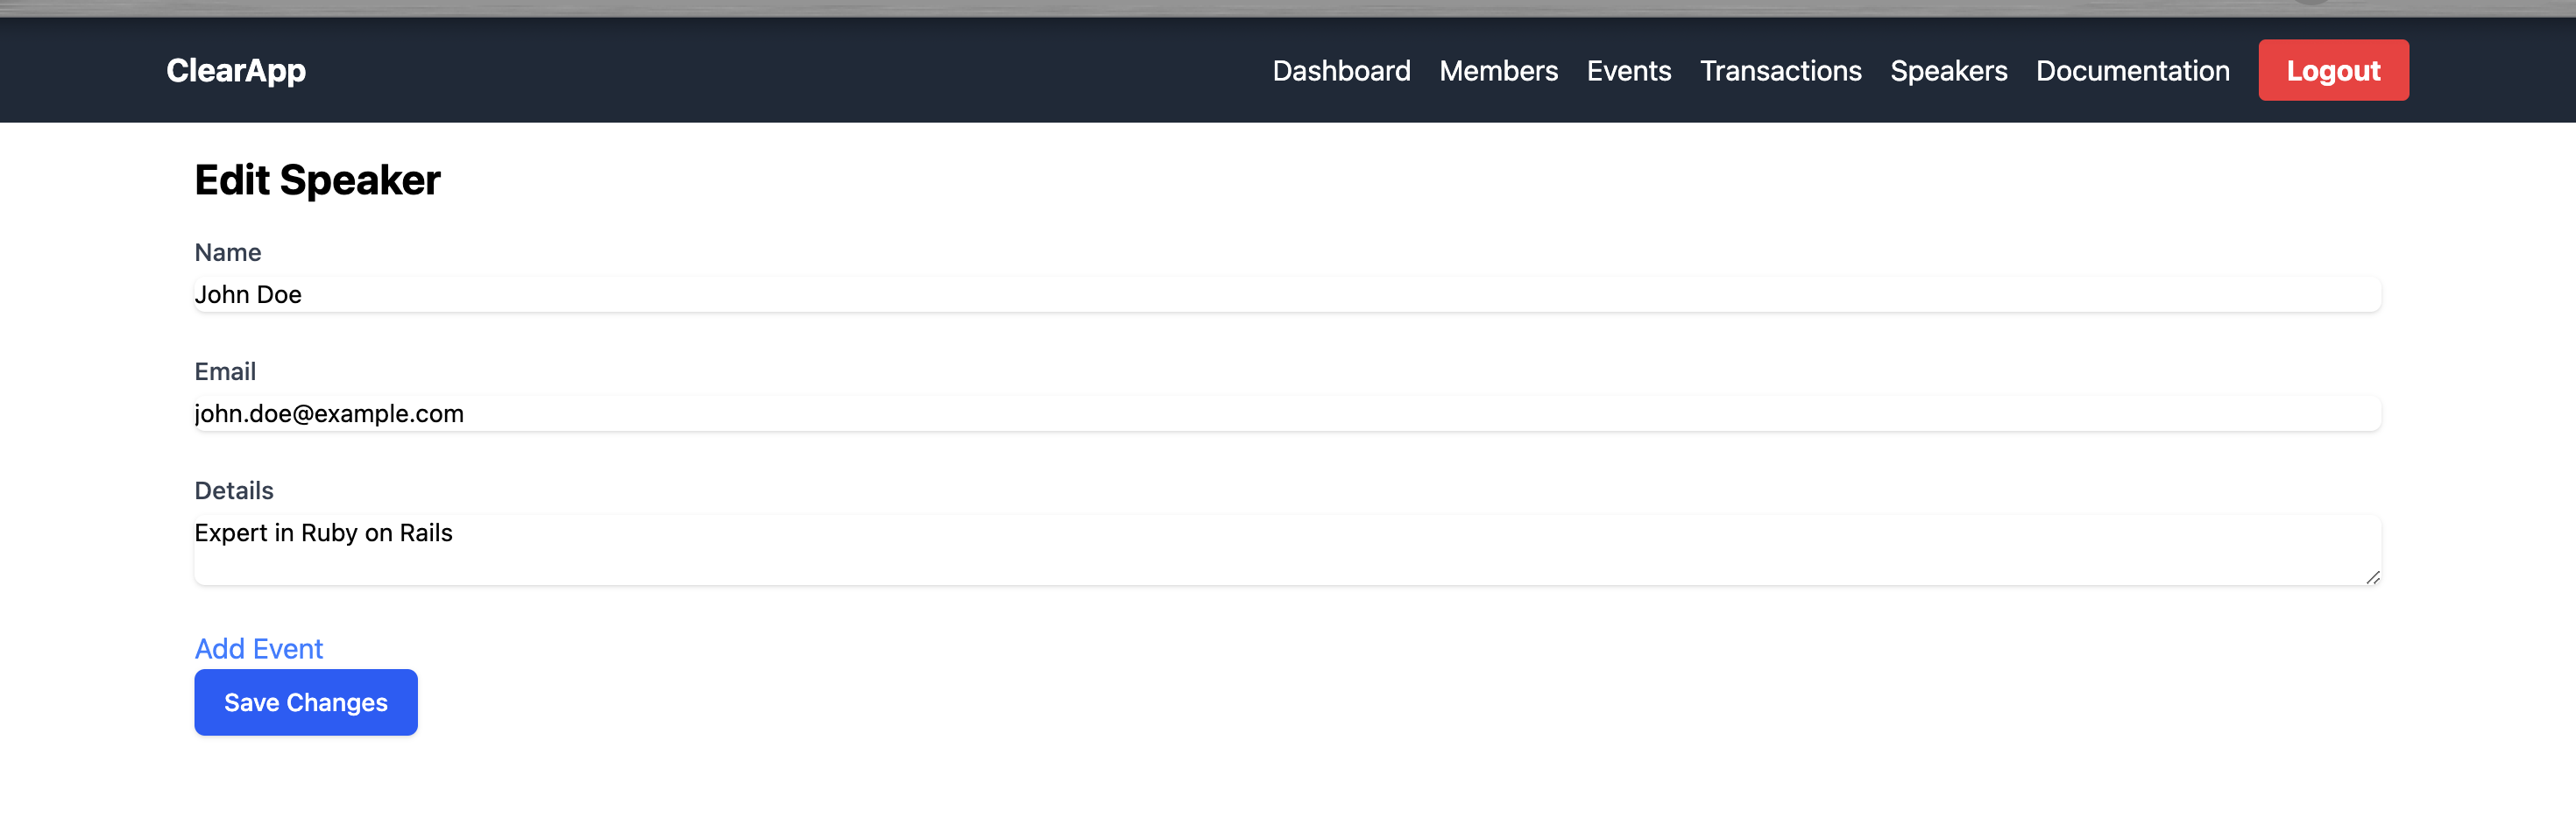 ClearApp Dashboard Members Events Transactions Speakers Documentation Logout
Edit Speaker
Name
John Doe
Email
john.doe@example.com
Details
Expert in Ruby on Rails
Add Event
Save Changes